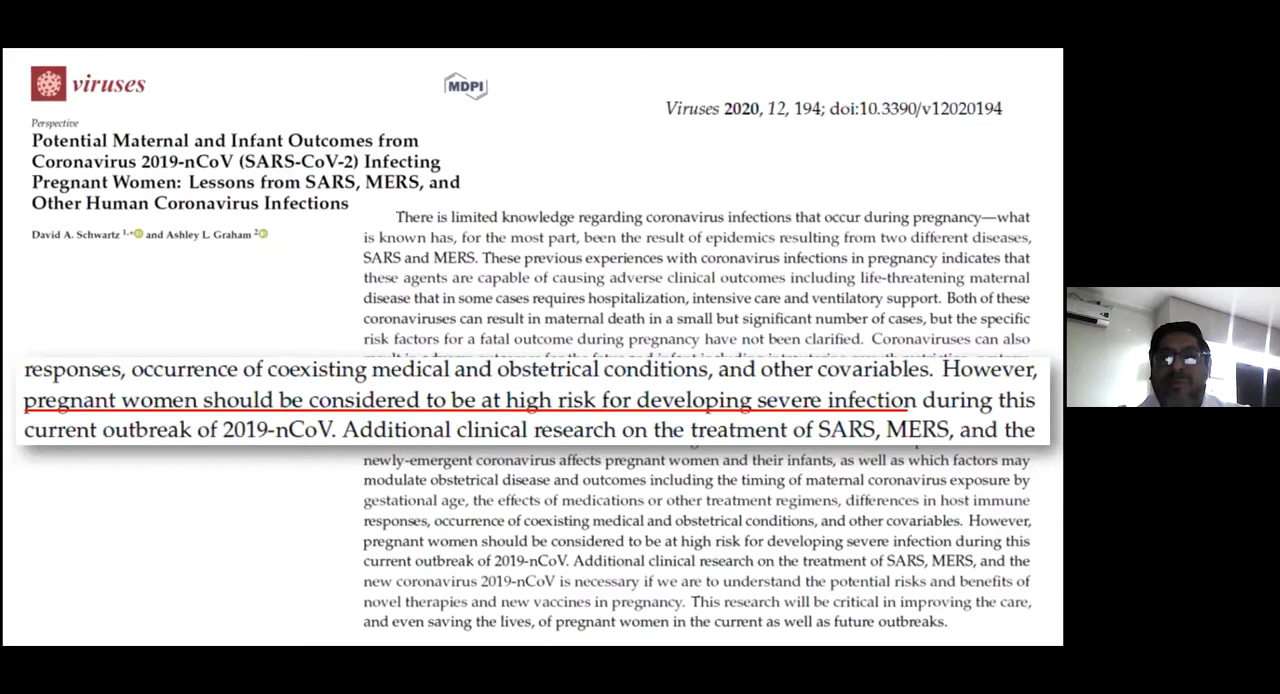 viruses
MDPI
Viruses 2020, 12, 194; doi:10.3390/v12020194
Perspective
Potential Maternal and Infant Outcomes from
Coronavirus 2019-nCoV (SARS-CoV-2) Infecting
Pregnant Women: Lessons from SARS, MERS, and
Other Human Coronavirus Infections
David A. Schwartz 1,* and Ashley L. Graham 2
There is limited knowledge regarding coronavirus infections that occur during pregnancy—what
is known has, for the most part, been the result of epidemics resulting from two different diseases,
SARS and MERS. These previous experiences with coronavirus infections in pregnancy indicates that
these agents are capable of causing adverse clinical outcomes including life-threatening maternal
disease that in some cases requires hospitalization, intensive care and ventilatory support. Both of these
coronaviruses can result in maternal death in a small but significant number of cases, but the specific
risk factors for a fatal outcome during pregnancy have not been clarified. Coronaviruses can also
responses, occurrence of coexisting medical and obstetrical conditions, and other covariables. However,
pregnant women should be considered to be at high risk for developing severe infection during this
current outbreak of 2019-nCoV. Additional clinical research on the treatment of SARS, MERS, and the
newly-emergent coronavirus affects pregnant women and their infants, as well as which factors may
modulate obstetrical disease and outcomes including the timing of maternal coronavirus exposure by
gestational age, the effects of medications or other treatment regimens, differences in host immune
responses, occurrence of coexisting medical and obstetrical conditions, and other covariables. However,
pregnant women should be considered to be at high risk for developing severe infection during this
current outbreak of 2019-nCoV. Additional clinical research on the treatment of SARS, MERS, and the
new coronavirus 2019-nCoV is necessary if we are to understand the potential risks and benefits of
novel therapies and new vaccines in pregnancy. This research will be critical in improving the care,
and even saving the lives, of pregnant women in the current as well as future outbreaks.